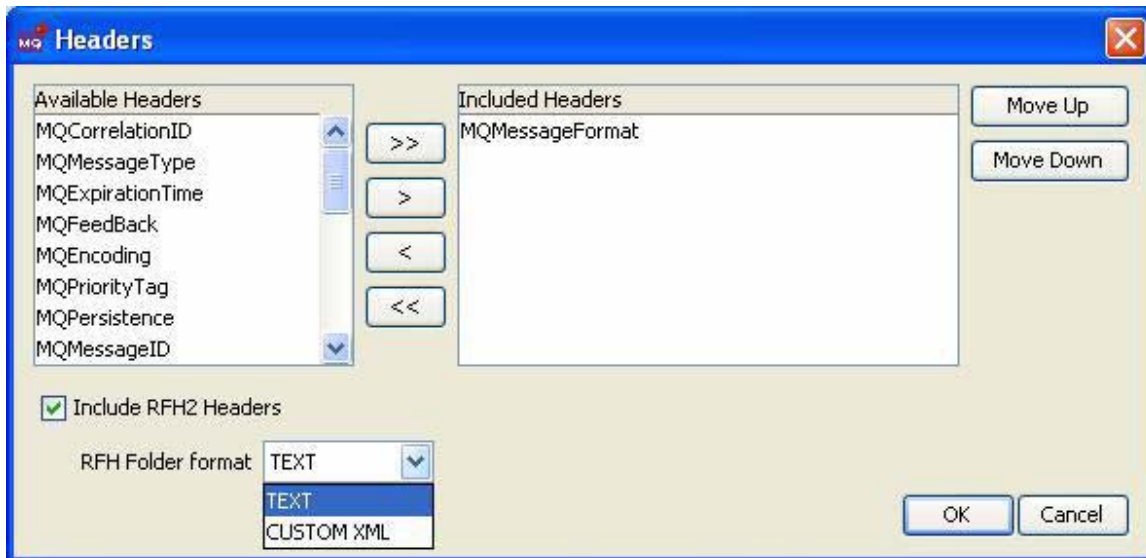 MQ Headers
Available Headers
MQCorrelationID
MQMessageType
MQExpirationTime
MQFeedBack
MQEncoding
MQPriorityTag
MQPersistence
MQMessageID
>>
>
<
<<
Included Headers
MQMessageFormat
Move Up
Move Down
Include RFH2 Headers
RFH Folder format TEXT
TEXT
CUSTOM XML
OK
Cancel